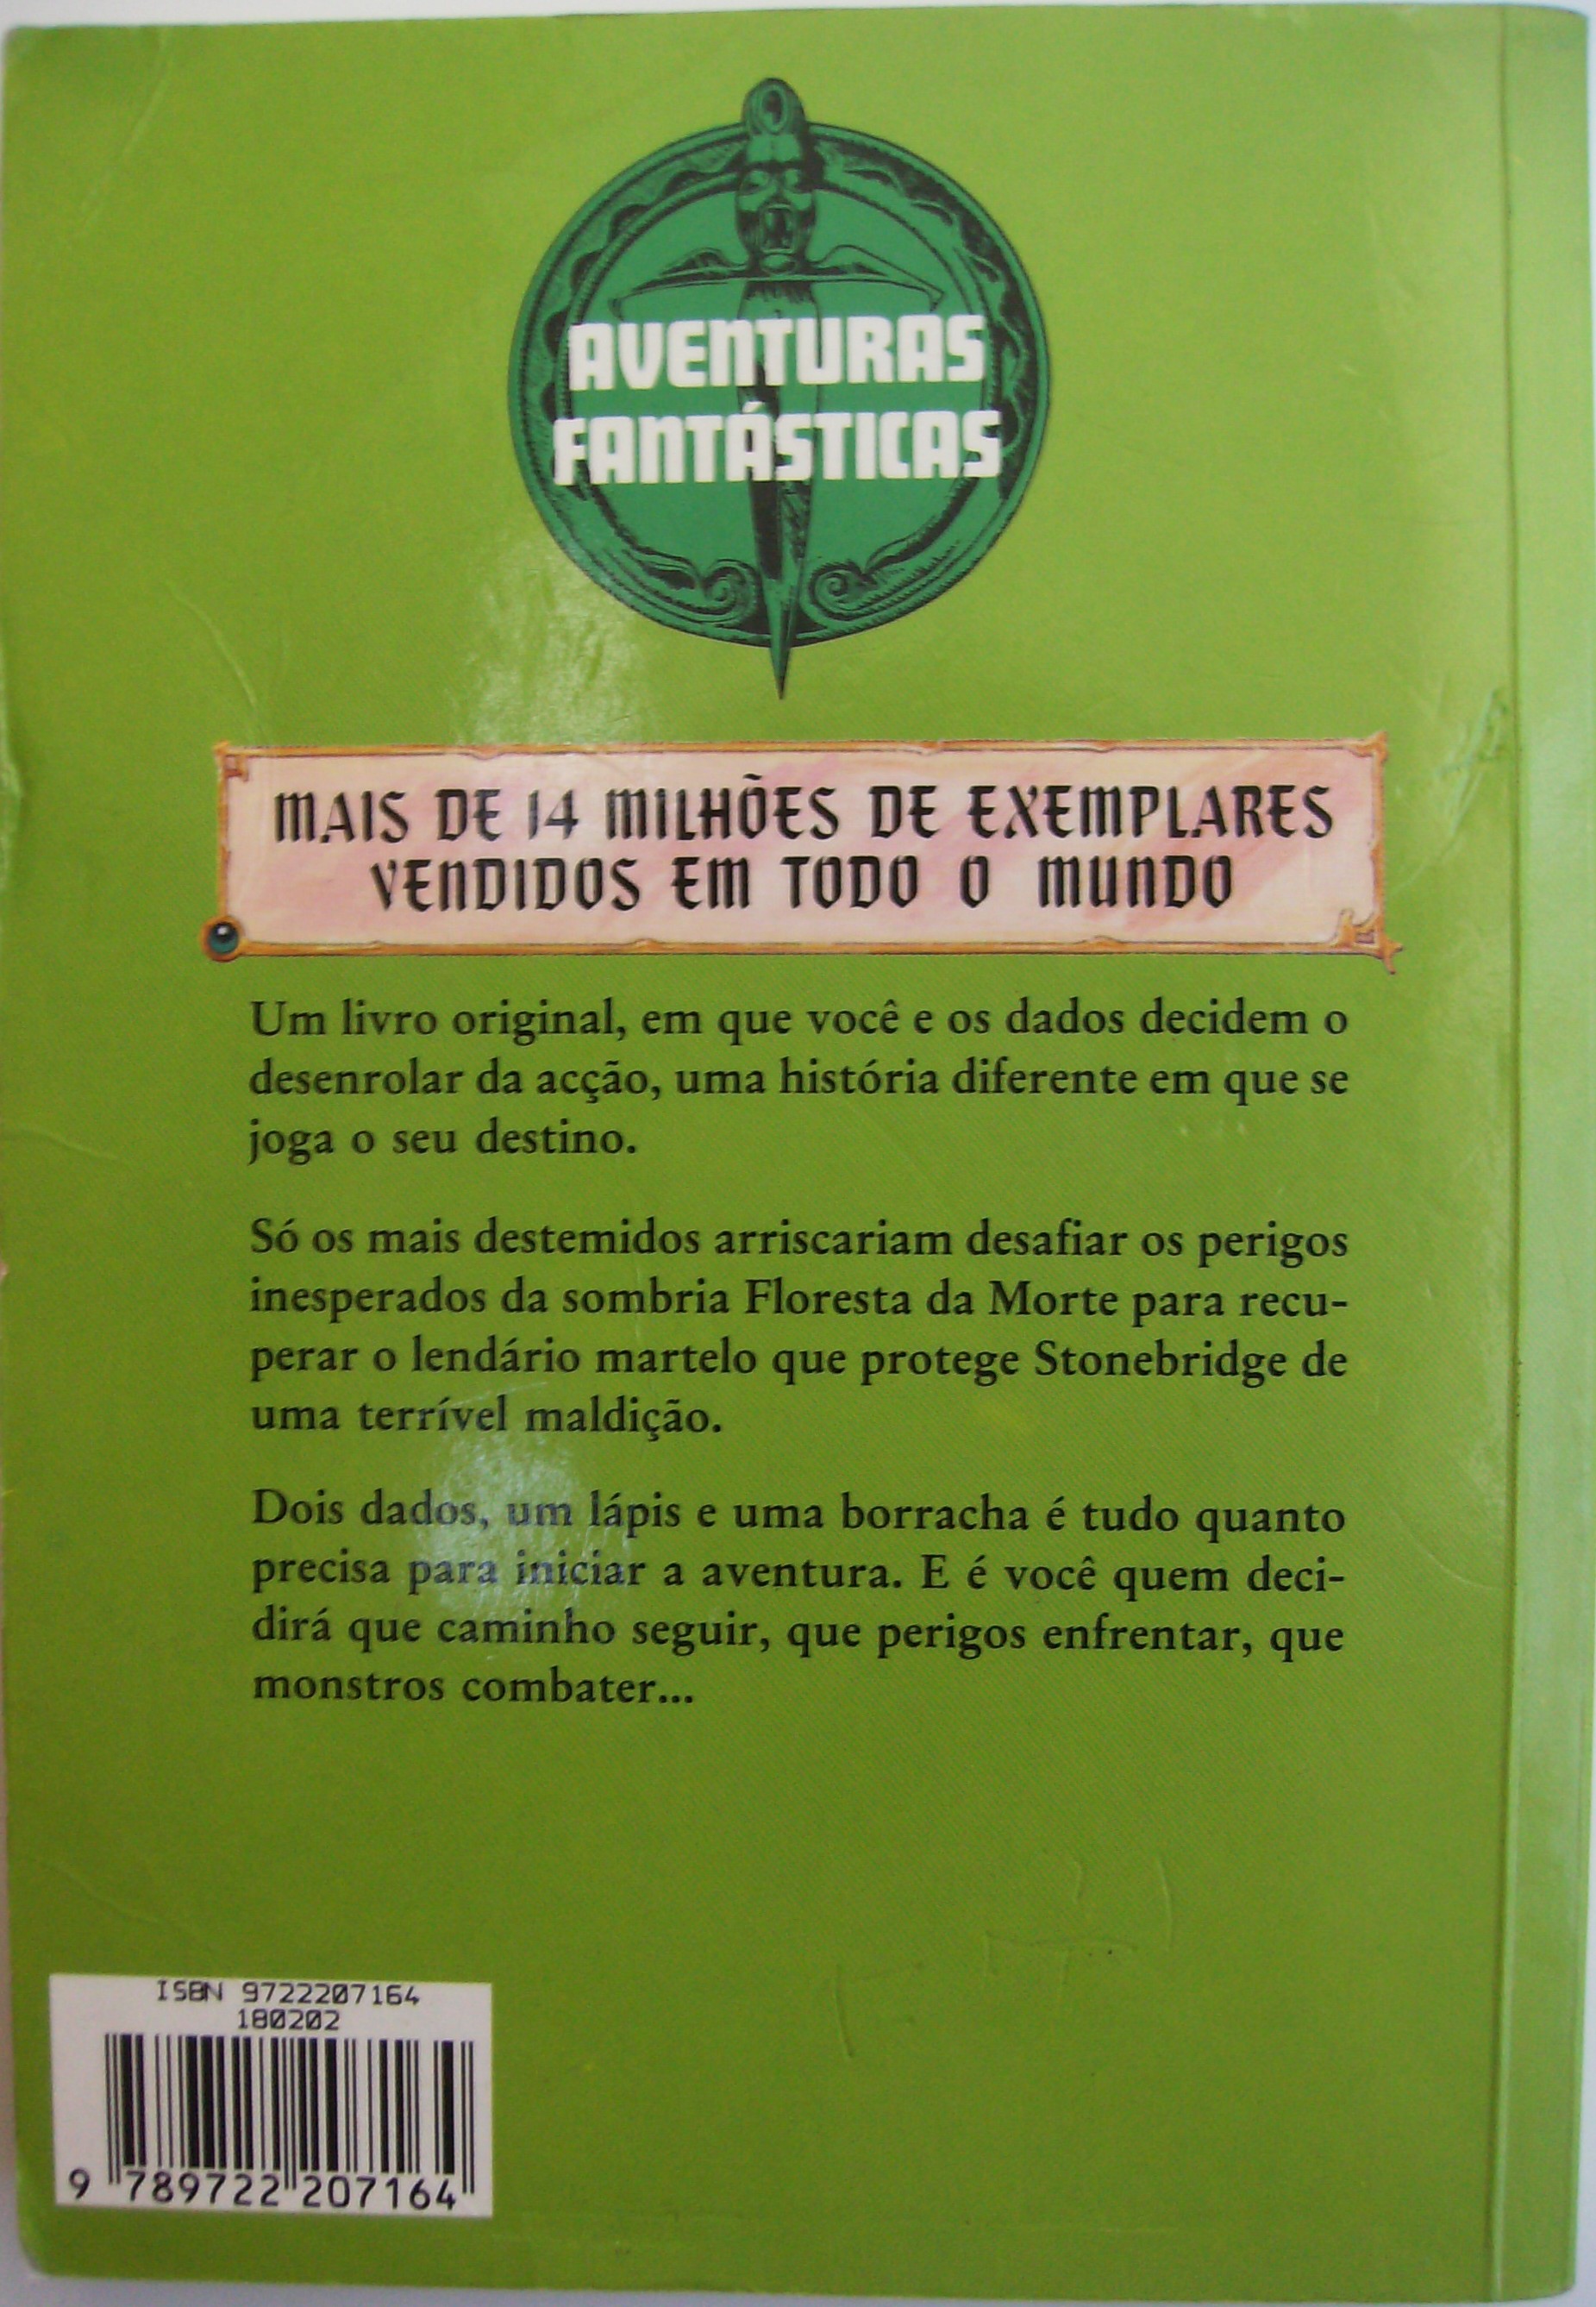 AVENTURAS
FANTÁSTICAS
MAIS DE 14 MILHÕES DE EXEMPLARES
VENDIDOS EM TODO O MUNDO
Um livro original, em que você e os dados decidem o
desenrolar da acção, uma história diferente em que se
joga o seu destino.
Só os mais destemidos arriscariam desafiar os perigos
inesperados da sombria Floresta da Morte para recu-
perar o lendário martelo que protege Stonebridge de
uma terrível maldição.
Dois dados, um lápis e uma borracha é tudo quanto
precisa para iniciar a aventura. E é você quem deci-
dirá que caminho seguir, que perigos enfrentar, que
monstros combater...
ISBN 9722207164
180202
9 789722 207164